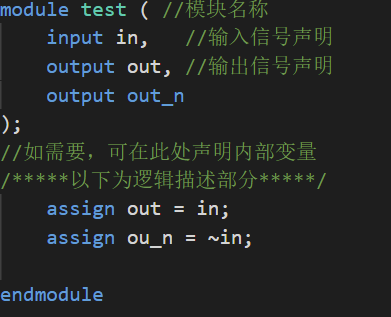 module test ( //模块名称
    input in,   //输入信号声明
    output out, //输出信号声明
    output out_n
);
//如需要，可在此处声明内部变量
/*****以下为逻辑描述部分*****/
    assign out = in;
    assign ou_n = ~in;
endmodule